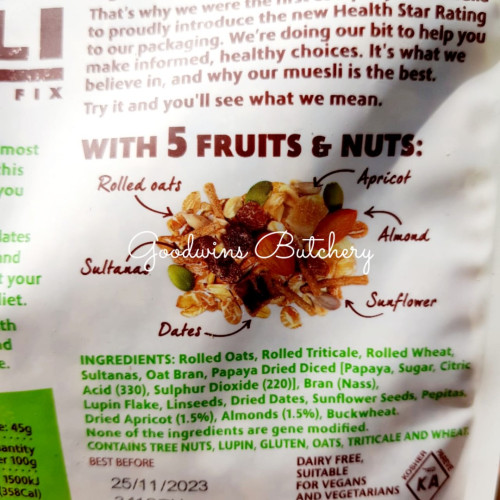 That's why we were the first
to proudly introduce the new Health Star Rating
to our packaging. We're doing our bit to help you
make informed, healthy choices. It's what we
believe in, and why our muesli is the best.
Try it and you'll see what we mean.
LI
FIX
WITH 5 FRUITS & NUTS:
Rolled oats
Apricot
Almond
Goodwins Butchery
Sultanas
Sunflower
Dates
most
this
you
and
t your
diet.
th
nd
e.
INGREDIENTS: Rolled Oats, Rolled Triticale, Rolled Wheat,
Sultanas, Oat Bran, Papaya Dried Diced [Papaya, Sugar, Citric
Acid (330), Sulphur Dioxide (220)], Bran (Nass),
Lupin Flake, Linseeds, Dried Dates, Sunflower Seeds, Pepitas,
Dried Apricot (1.5%), Almonds (1.5%), Buckwheat.
None of the ingredients are gene modified.
CONTAINS TREE NUTS, LUPIN, GLUTEN, OATS, TRITICALE AND WHEAT
BEST BEFORE
25/11/2023
DAIRY FREE,
SUITABLE
FOR VEGANS
AND VEGETARIANS
KOSHER
KA
e: 45g
uantity
er 100g
1500kJ
(358Cal)